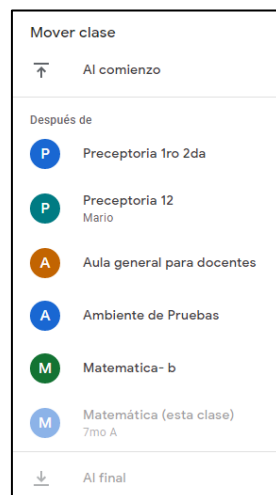 Mover clase
Al comienzo
Después de
P Preceptoria 1ro 2da
P Preceptoria 12
Mario
A Aula general para docentes
A Ambiente de Pruebas
M Matematica- b
M Matemática (esta clase)
7mo A
Al final